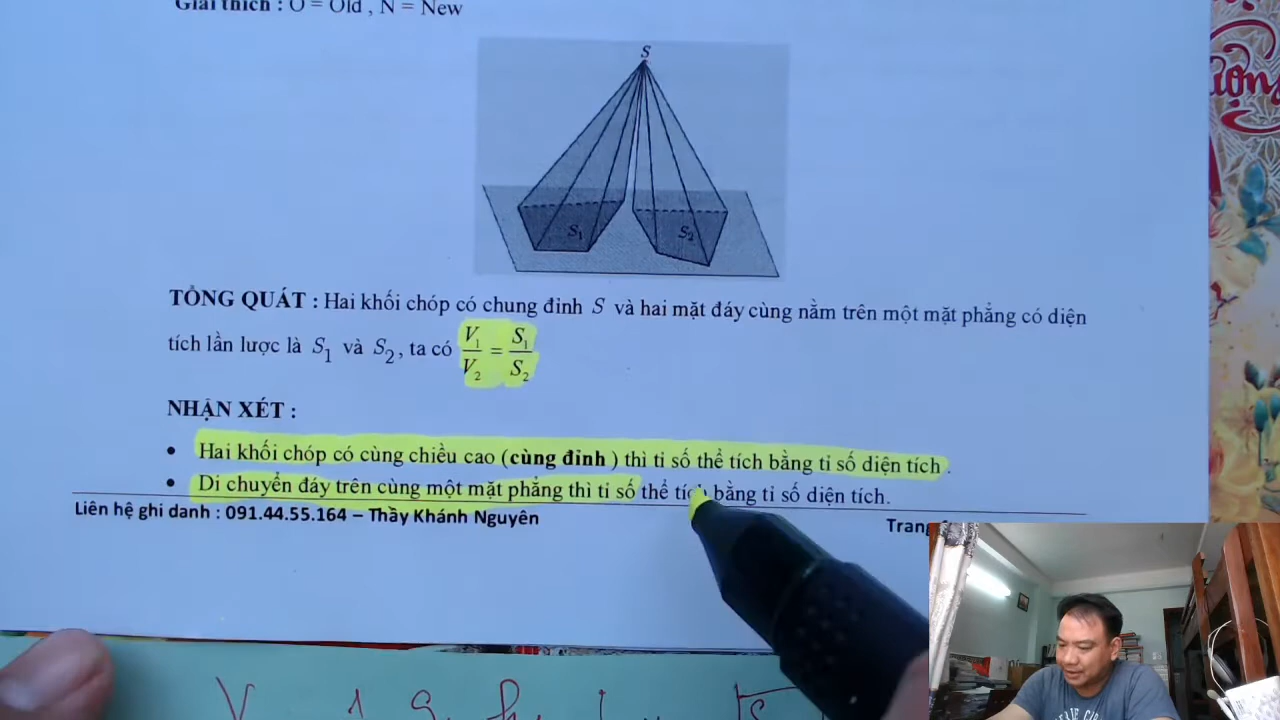 Giải thích : O = Old , N = New
S
S1 S2
TỔNG QUÁT : Hai khối chóp có chung đỉnh S và hai mặt đáy cùng nằm trên một mặt phẳng có diện
tích lần lược là S1 và S2, ta có V1/V2 = S1/S2
NHẬN XÉT :
• Hai khối chóp có cùng chiều cao (cùng đỉnh ) thì tỉ số thể tích bằng tỉ số diện tích .
• Di chuyển đáy trên cùng một mặt phẳng thì tỉ số thể tích bằng tỉ số diện tích.
Liên hệ ghi danh : 091.44.55.164 – Thầy Khánh Nguyên
Trang